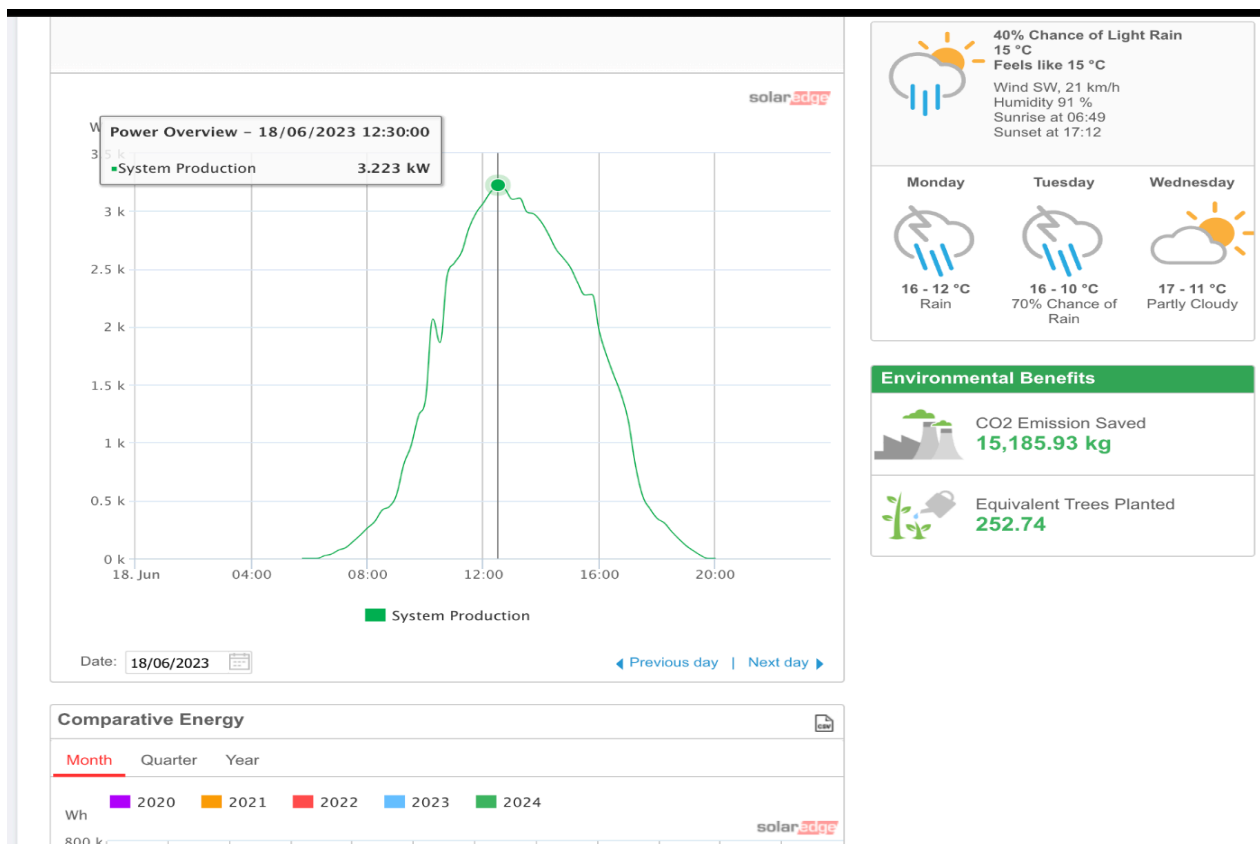 solaredge
W
3.5 k
Power Overview – 18/06/2023 12:30:00
System Production 3.223 kW
3 k
2.5 k
2 k
1.5 k
1 k
0.5 k
0 k
18. Jun 04:00 08:00 12:00 16:00 20:00
System Production
Date: 18/06/2023
Previous day | Next day
Comparative Energy
CSV
Month Quarter Year
2020 2021 2022 2023 2024
Wh
solaredge
800 k
40% Chance of Light Rain
15 °C
Feels like 15 °C
Wind SW, 21 km/h
Humidity 91 %
Sunrise at 06:49
Sunset at 17:12
Monday Tuesday Wednesday
16 - 12 °C 16 - 10 °C 17 - 11 °C
Rain 70% Chance of Partly Cloudy
Rain
Environmental Benefits
CO2 Emission Saved
15,185.93 kg
Equivalent Trees Planted
252.74